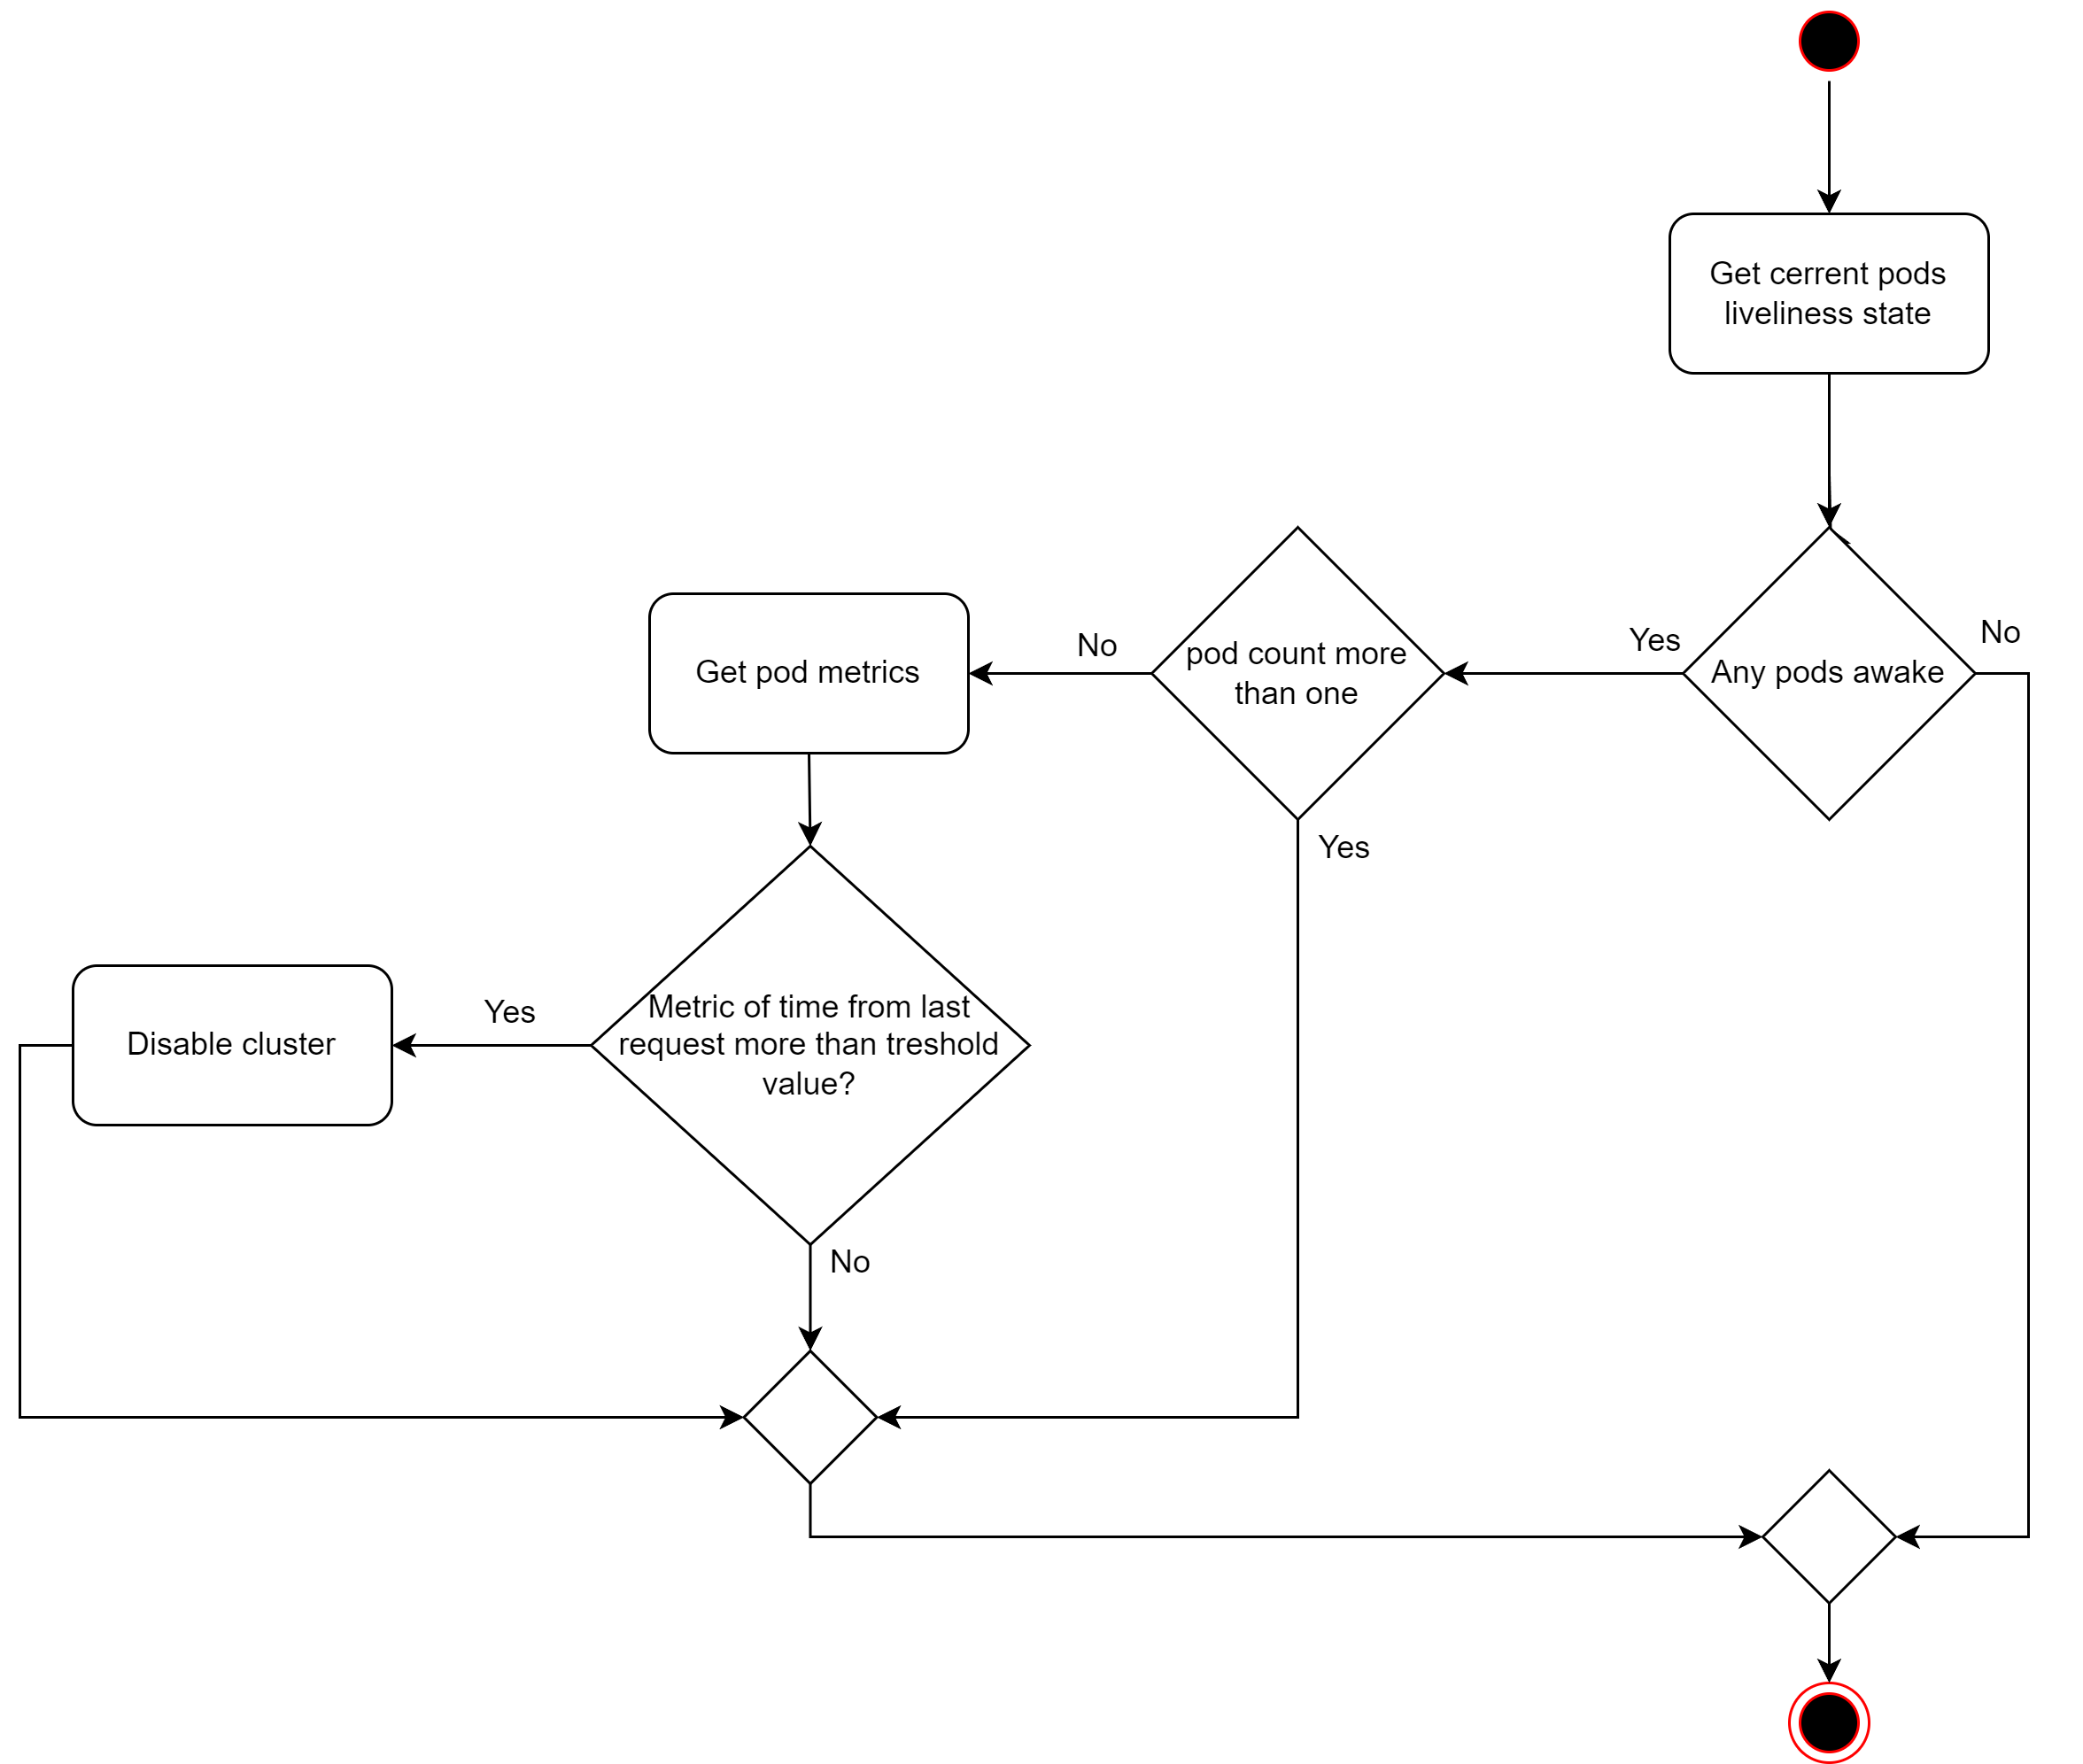 Get cerrent pods
liveliness state
Any pods awake
Yes
No
pod count more
than one
No
Yes
Get pod metrics
Metric of time from last
request more than treshold
value?
Yes
No
Disable cluster